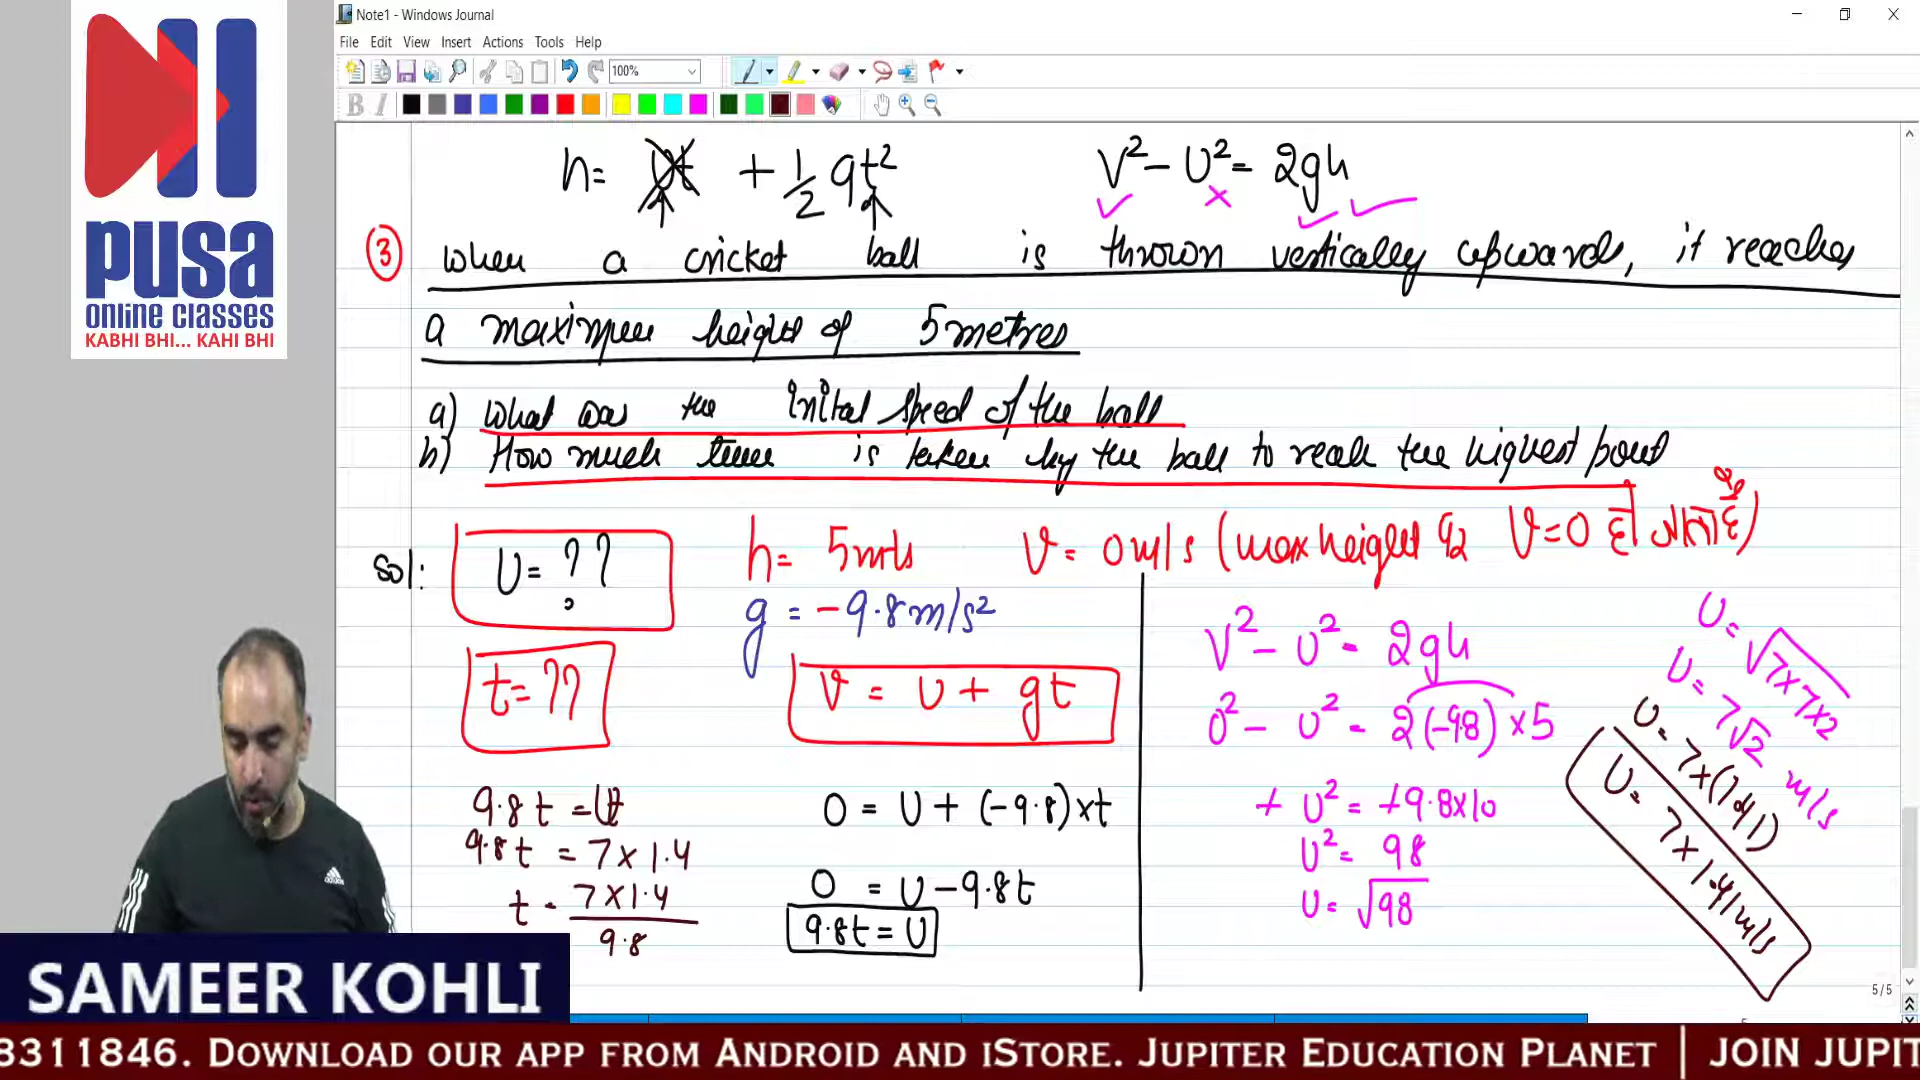 Note1 - Windows Journal
File Edit View Insert Actions Tools Help
100%
PUSA
online classes
KABHI BHI... KAHI BHI
h= Ut + 1/2 gt²
V² - U² = 2gh
③ When a cricket ball is thrown vertically upwards, it reaches
a maximum height of 5 metres
a) What was the initial speed of the ball
b) How much time is taken by the ball to reach the highest point
Sol: U= ??
h= 5mts
V= 0m/s (max height पर V=0 हो जाता है)
g = -9.8m/s²
t=??
V = U + gt
V² - U² = 2gh
0² - U² = 2(-9.8) ×5
+ U² = +9.8×10
U² = 98
U= √98
U= √7×7×2
U= 7√2 m/s
U= 7×(1.41)
U= 7×1.41m/s
0 = U + (-9.8)×t
0 = U -9.8t
9.8t = U
9.8t = U
9.8t = 7×1.4
t = 7×1.4
9.8
5/5
SAMEER KOHLI
8311846. DOWNLOAD OUR APP FROM ANDROID AND iSTORE. JUPITER EDUCATION PLANET | JOIN JUPIT